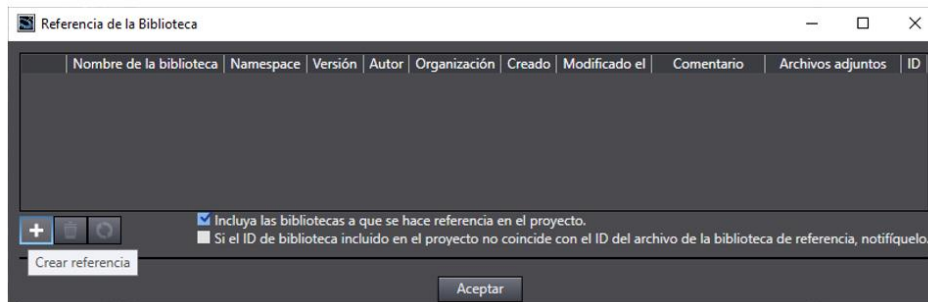 Referencia de la Biblioteca
Nombre de la biblioteca Namespace Versión Autor Organización Creado Modificado el Comentario Archivos adjuntos ID
Incluya las bibliotecas a que se hace referencia en el proyecto.
Si el ID de biblioteca incluido en el proyecto no coincide con el ID del archivo de la biblioteca de referencia, notifíquelo.
Crear referencia
Aceptar